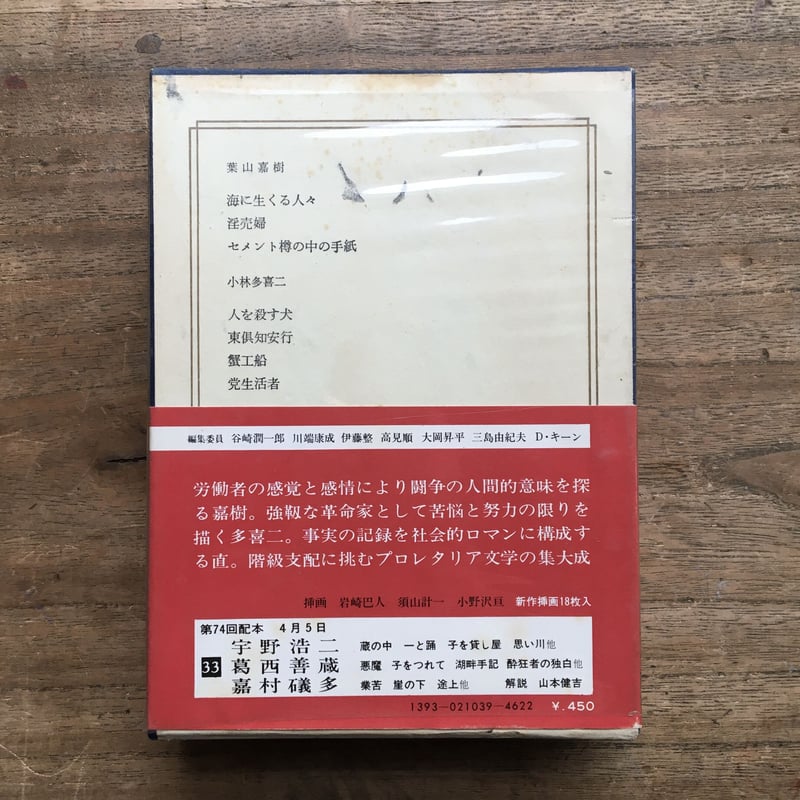 葉山嘉樹
海に生くる人々
淫売婦
セメント樽の中の手紙
小林多喜二
人を殺す犬
東倶知安行
蟹工船
党生活者
編集委員 谷崎潤一郎 川端康成 伊藤整 高見順 大岡昇平 三島由紀夫 D・キーン
労働者の感覚と感情により闘争の人間的意味を探
る嘉樹。強靱な革命家として苦悩と努力の限りを
描く多喜二。事実の記録を社会的ロマンに構成す
る直。階級支配に挑むプロレタリア文学の集大成
挿画 岩崎巴人 須山計一 小野沢亘 新作挿画18枚入
第74回配本 4月5日
33
宇野浩二 蔵の中 一と踊 子を貸し屋 思い川他
葛西善蔵 悪魔 子をつれて 湖畔手記 酔狂者の独白他
嘉村礒多 業苦 崖の下 途上他 解説 山本健吉
1393-021039-4622 ¥.450